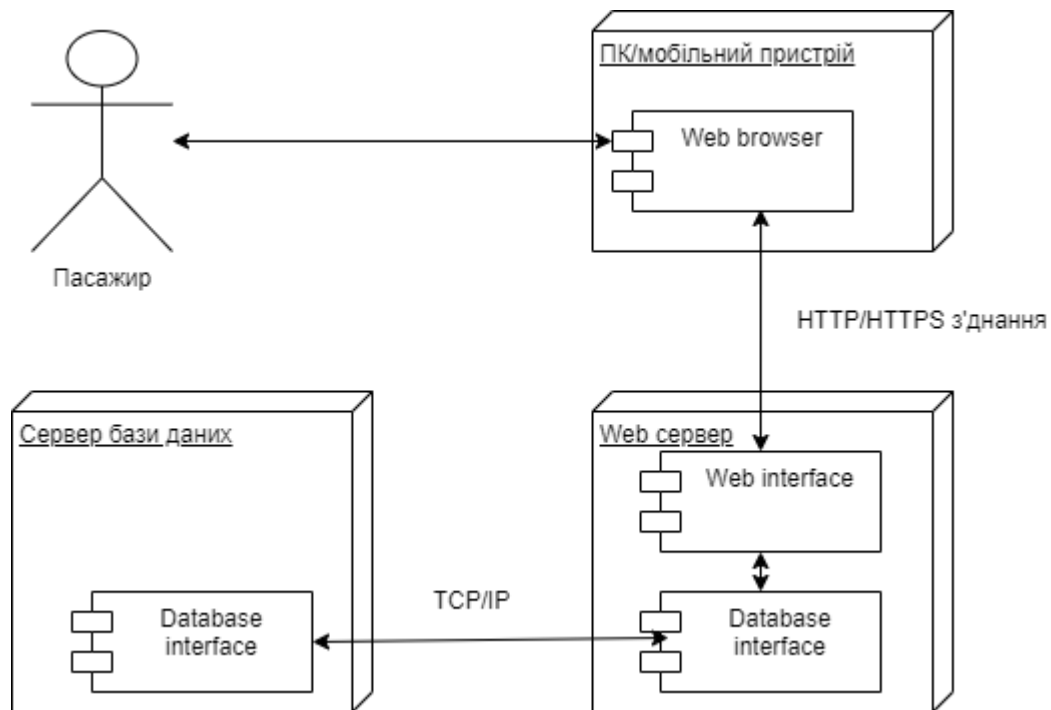 ПК/мобільний пристрій
Web browser
Пасажир
HTTP/HTTPS з'днання
Сервер бази даних
Web сервер
Web interface
TCP/IP
Database
interface
Database
interface